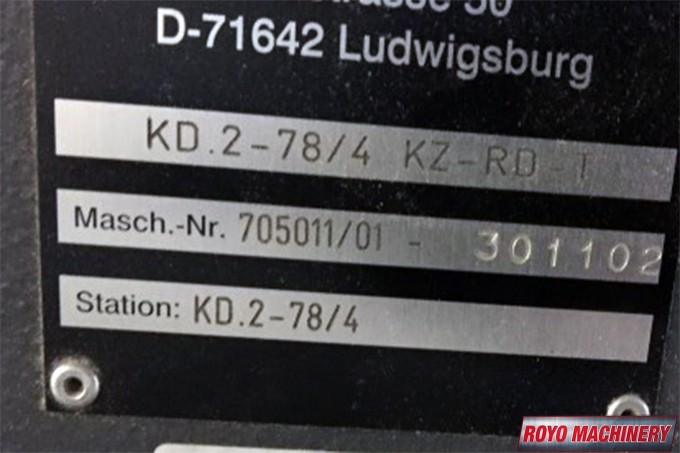 D-71642 Ludwigsburg
KD.2-78/4 KZ-RD-T
Masch.-Nr. 705011/01 - 301102
Station: KD.2-78/4
ROYO MACHINERY